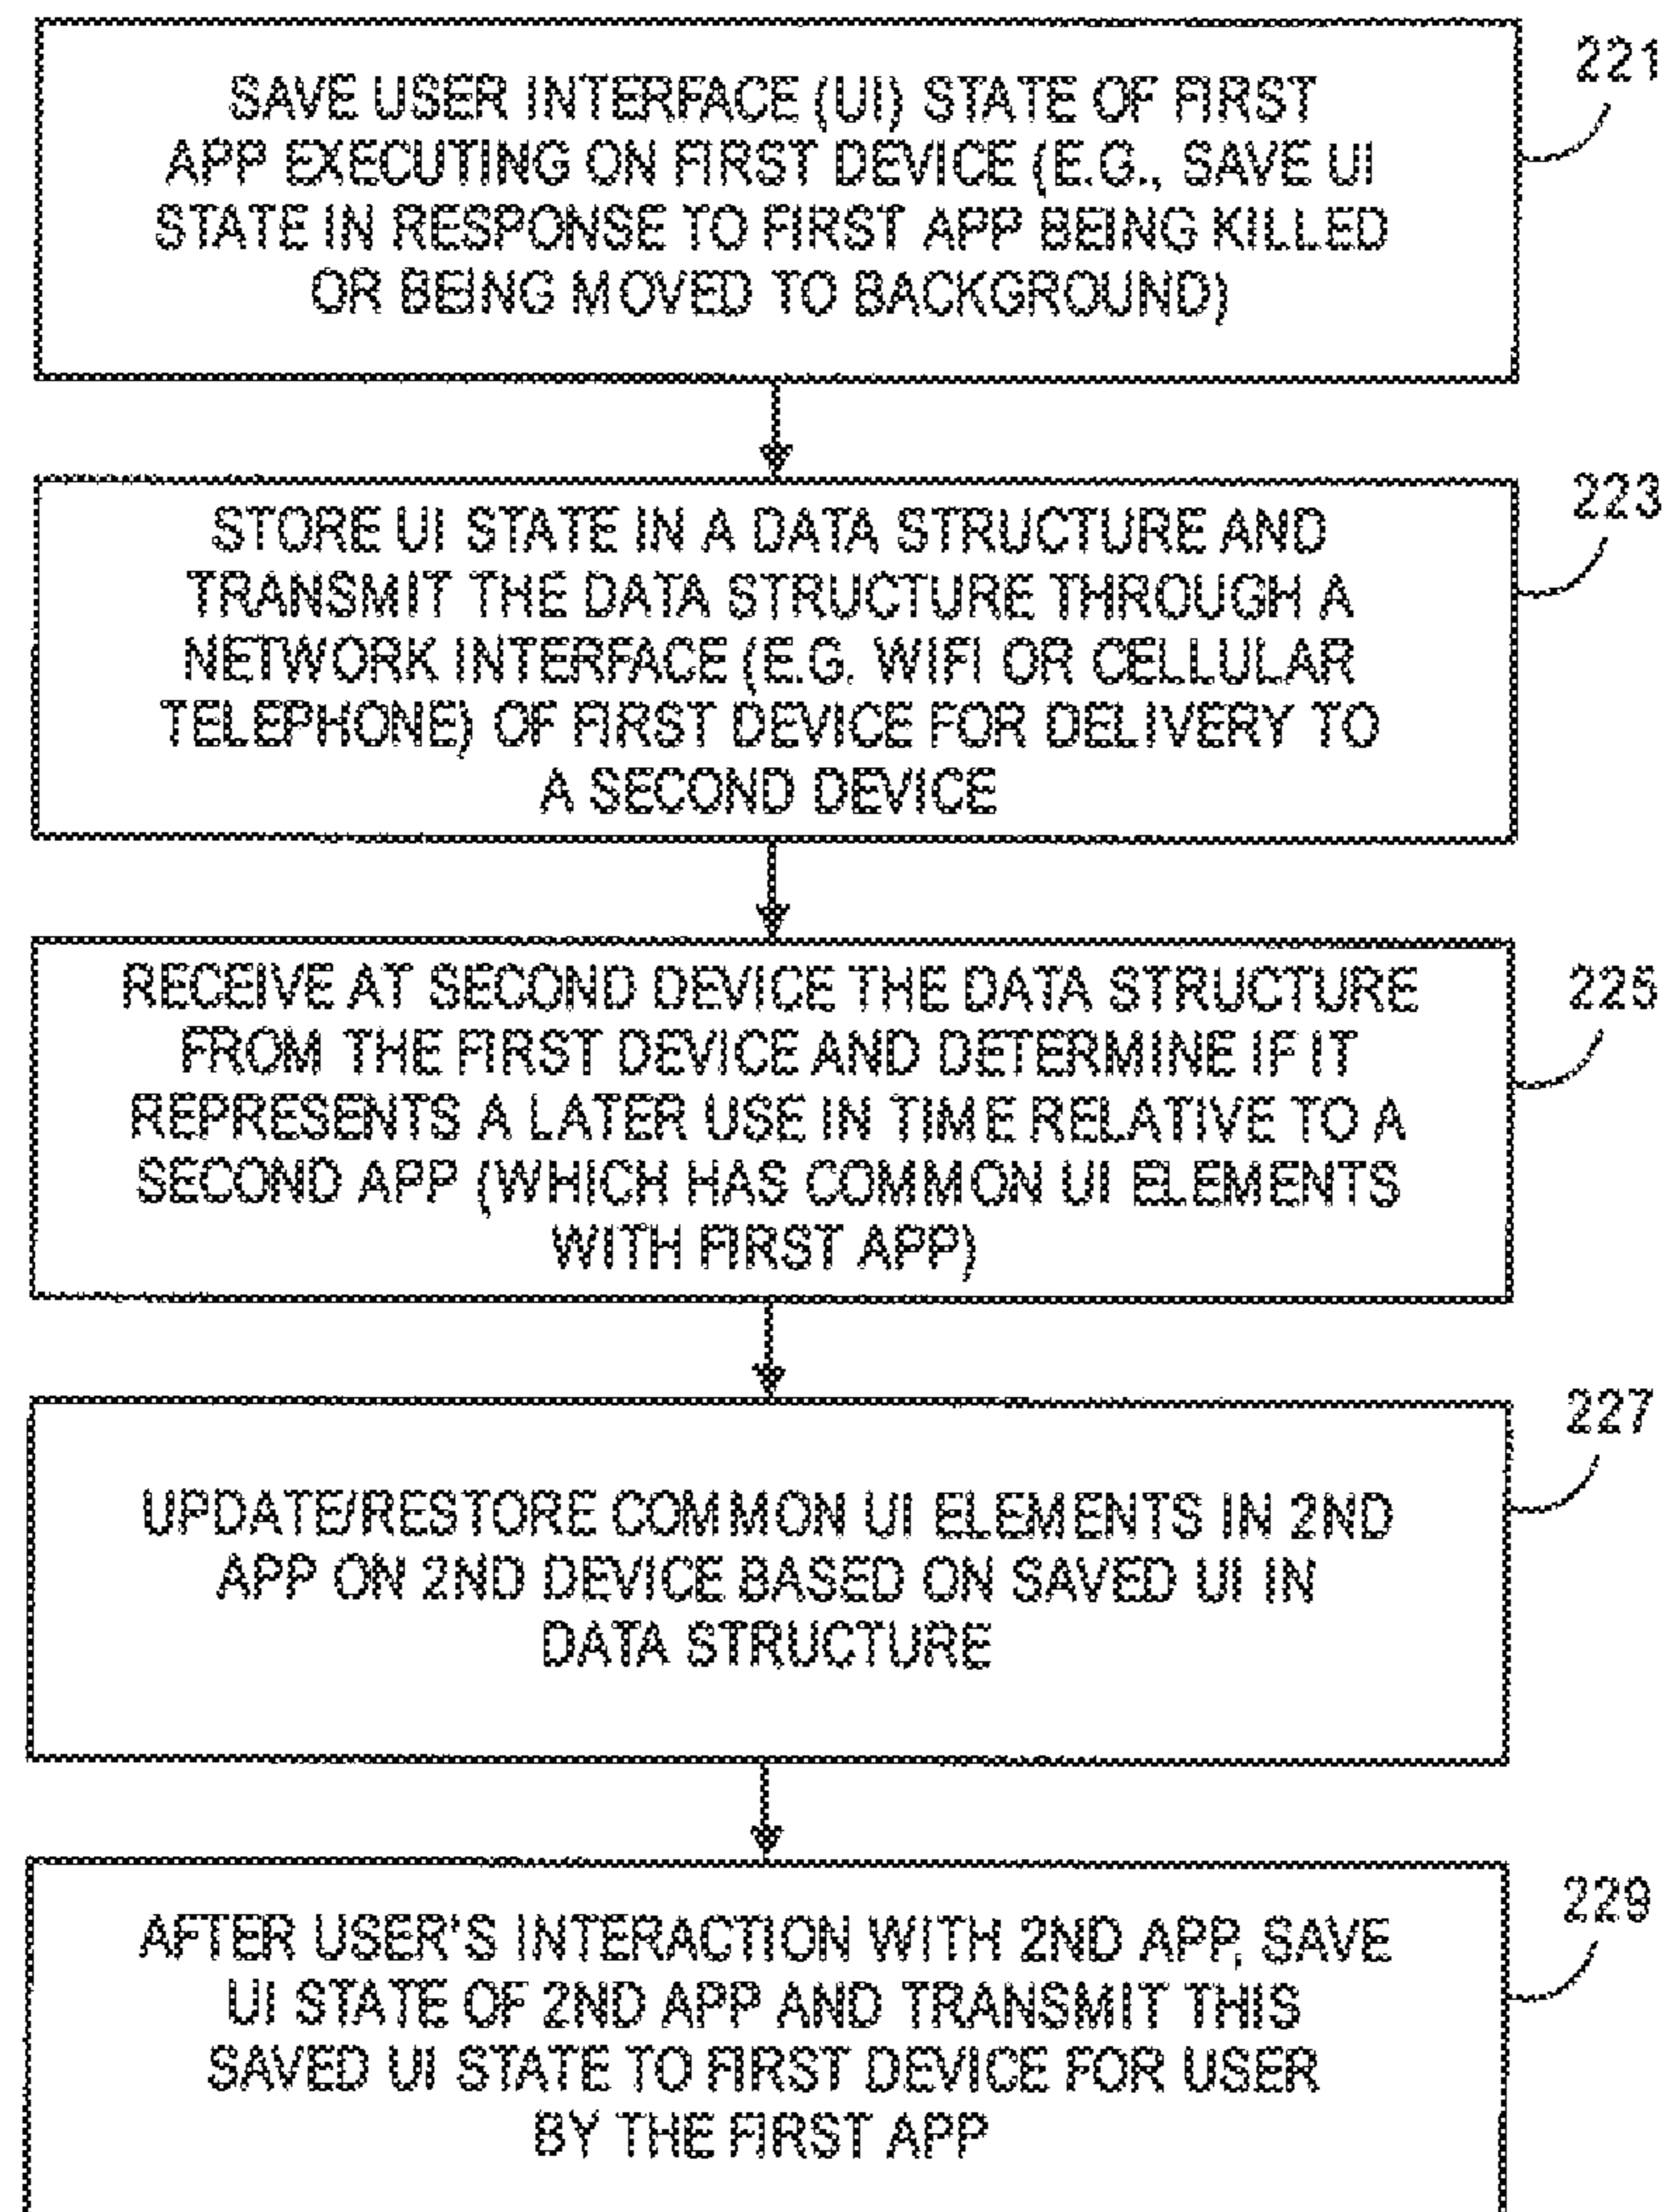 SAVE USER INTERFACE (UI) STATE OF FIRST
APP EXECUTING ON FIRST DEVICE (E.G., SAVE UI
STATE IN RESPONSE TO FIRST APP BEING KILLED
OR BEING MOVED TO BACKGROUND)
221
STORE UI STATE IN A DATA STRUCTURE AND
TRANSMIT THE DATA STRUCTURE THROUGH A
NETWORK INTERFACE (E.G. WIFI OR CELLULAR
TELEPHONE) OF FIRST DEVICE FOR DELIVERY TO
A SECOND DEVICE
223
RECEIVE AT SECOND DEVICE THE DATA STRUCTURE
FROM THE FIRST DEVICE AND DETERMINE IF IT
REPRESENTS A LATER USE IN TIME RELATIVE TO A
SECOND APP (WHICH HAS COMMON UI ELEMENTS
WITH FIRST APP)
225
UPDATE/RESTORE COMMON UI ELEMENTS IN 2ND
APP ON 2ND DEVICE BASED ON SAVED UI IN
DATA STRUCTURE
227
AFTER USER'S INTERACTION WITH 2ND APP, SAVE
UI STATE OF 2ND APP AND TRANSMIT THIS
SAVED UI STATE TO FIRST DEVICE FOR USER
BY THE FIRST APP
229